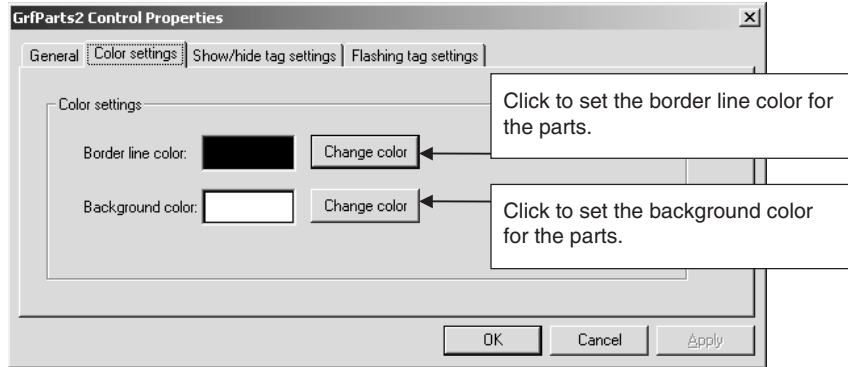 GrfParts2 Control Properties
General Color settings Show/hide tag settings Flashing tag settings
Color settings
Border line color: Change color
Click to set the border line color for
the parts.
Background color: Change color
Click to set the background color
for the parts.
OK Cancel Apply